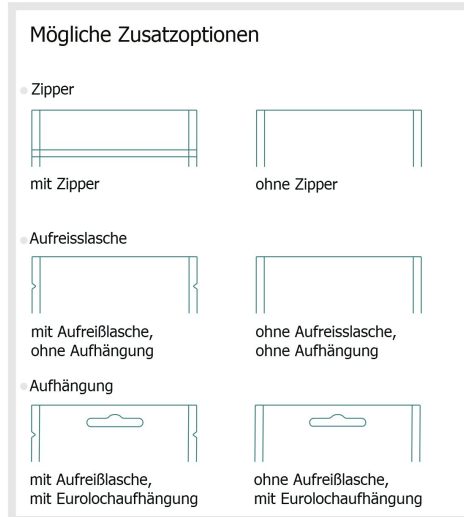 Mögliche Zusatzoptionen
Zipper
mit Zipper
ohne Zipper
Aufreisslasche
mit Aufreißlasche,
ohne Aufhängung
ohne Aufreisslasche,
ohne Aufhängung
Aufhängung
mit Aufreißlasche,
mit Eurolochaufhängung
ohne Aufreißlasche,
mit Eurolochaufhängung